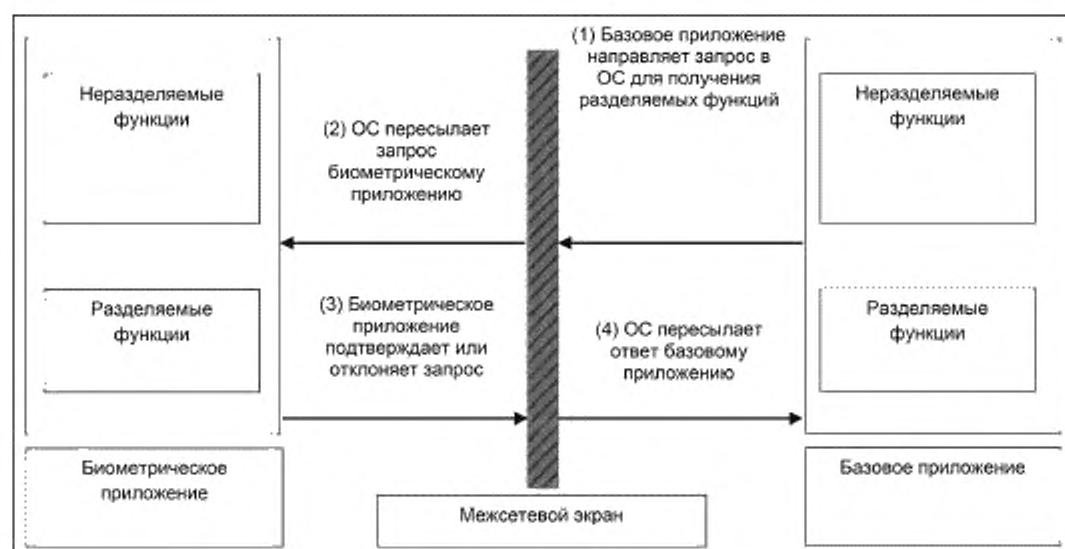 Неразделяемые
функции
(2) ОС пересылает
запрос
биометрическому
приложению
(1) Базовое приложение
направляет запрос в
ОС для получения
разделяемых функций
Неразделяемые
функции
Разделяемые
функции
(3) Биометрическое
приложение
подтверждает или
отклоняет запрос
(4) ОС пересылает
ответ базовому
приложению
Разделяемые
функции
Биометрическое
приложение
Межсетевой экран
Базовое приложение